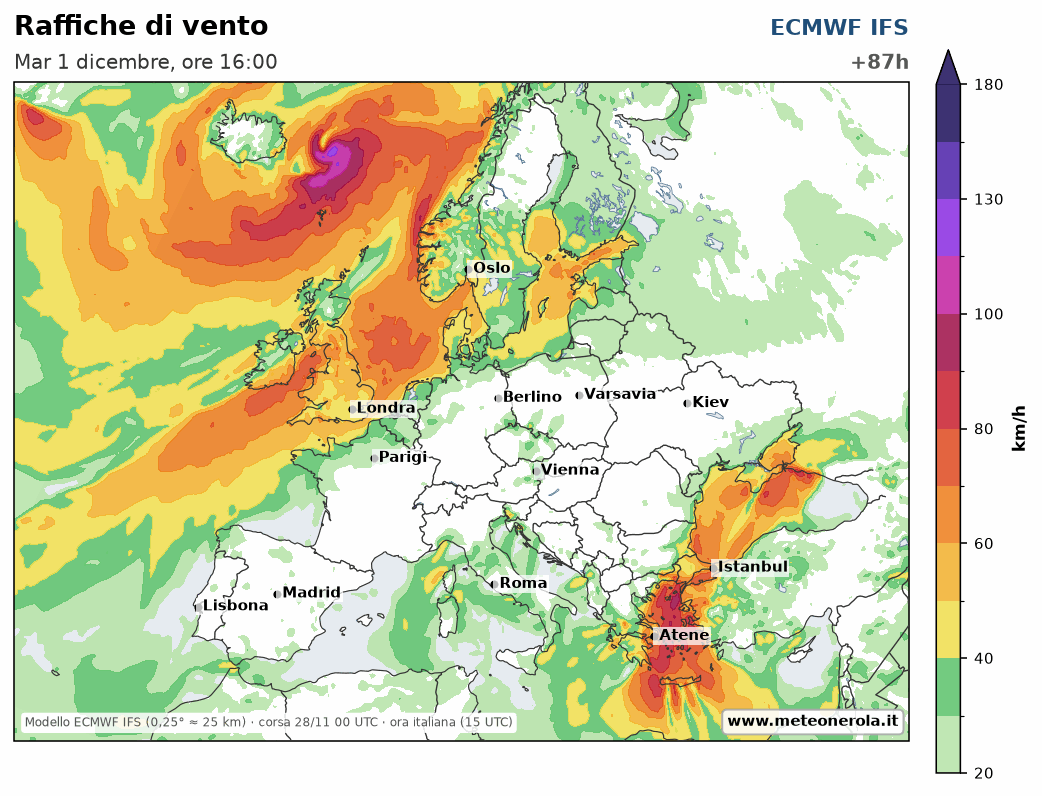 Raffiche di vento
ECMWF IFS
Mar 1 dicembre, ore 16:00
+87h
180
130
100
80
60
40
20
km/h
Oslo
Londra
Berlino
Varsavia
Kiev
Parigi
Vienna
Istanbul
Roma
Madrid
Lisbona
Atene
Modello ECMWF IFS (0,25° ≈ 25 km) · corsa 28/11 00 UTC · ora italiana (15 UTC)
www.meteonerola.it